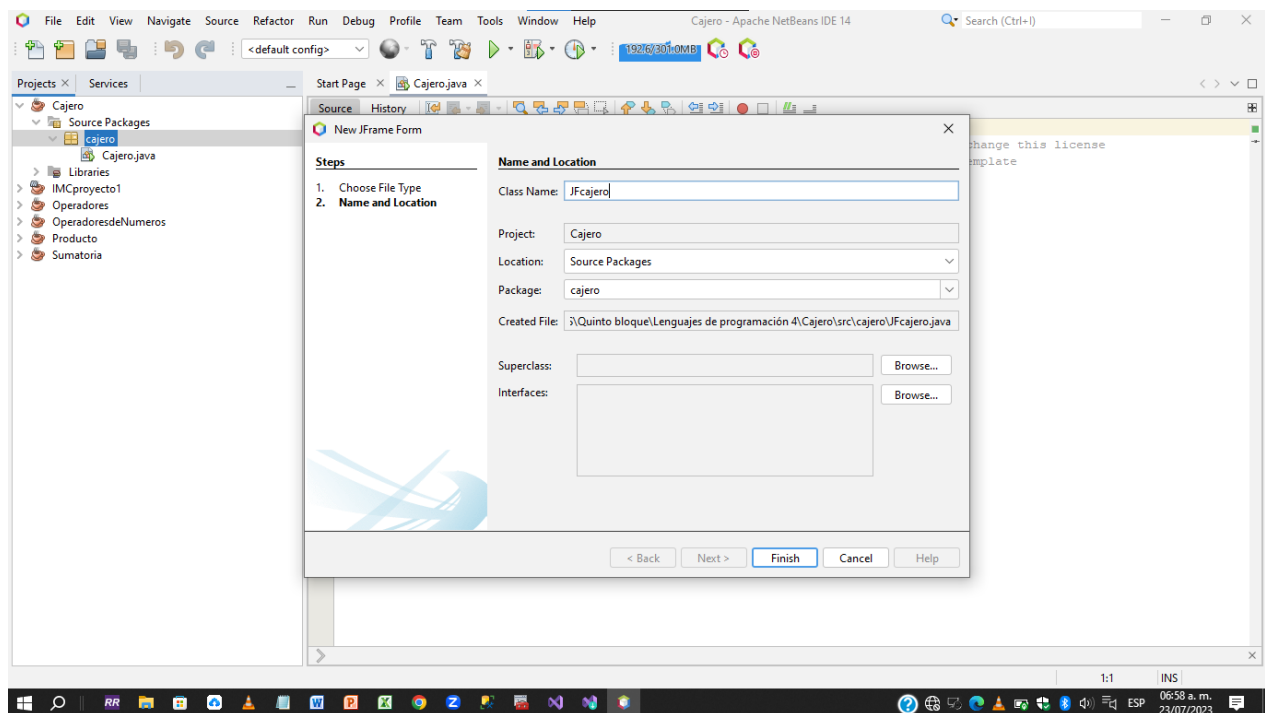 File Edit View Navigate Source Refactor Run Debug Profile Team Tools Window Help Cajero - Apache NetBeans IDE 14 Search (Ctrl+I)
<default config> 192.6/301.0MB
Projects Services Start Page Cajero.java
Source History
Cajero
Source Packages
cajero
Cajero.java
Libraries
IMCproyecto1
Operadores
OperadoresdeNumeros
Producto
Sumatoria
change this license
emplate
New JFrame Form
Steps
1. Choose File Type
2. Name and Location
Name and Location
Class Name: JFcajero
Project: Cajero
Location: Source Packages
Package: cajero
Created File: 5\Quinto bloque\Lenguajes de programación 4\Cajero\src\cajero\JFcajero.java
Superclass: Browse...
Interfaces: Browse...
< Back Next > Finish Cancel Help
1:1 INS
RR ESP 06:58 a. m.
23/07/2023